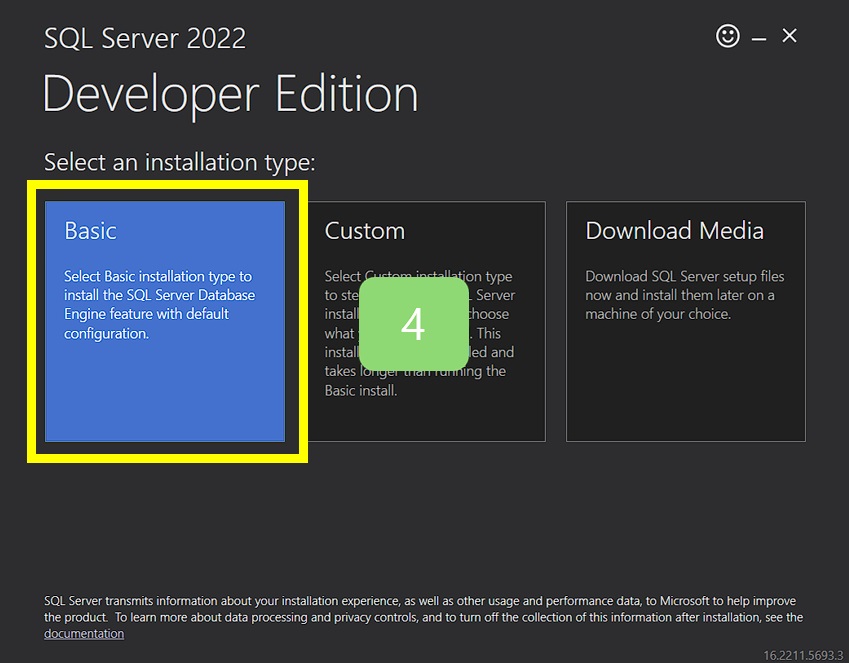 SQL Server 2022
Developer Edition
Select an installation type:
Basic
Select Basic installation type to
install the SQL Server Database
Engine feature with default
configuration.
Custom
Select Custom installation type
to ste L Server
install choose
what . This
install led and
takes longer than running the
Basic install.
4
Download Media
Download SQL Server setup files
now and install them later on a
machine of your choice.
SQL Server transmits information about your installation experience, as well as other usage and performance data, to Microsoft to help improve
the product. To learn more about data processing and privacy controls, and to turn off the collection of this information after installation, see the
documentation
16.2211.5693.3